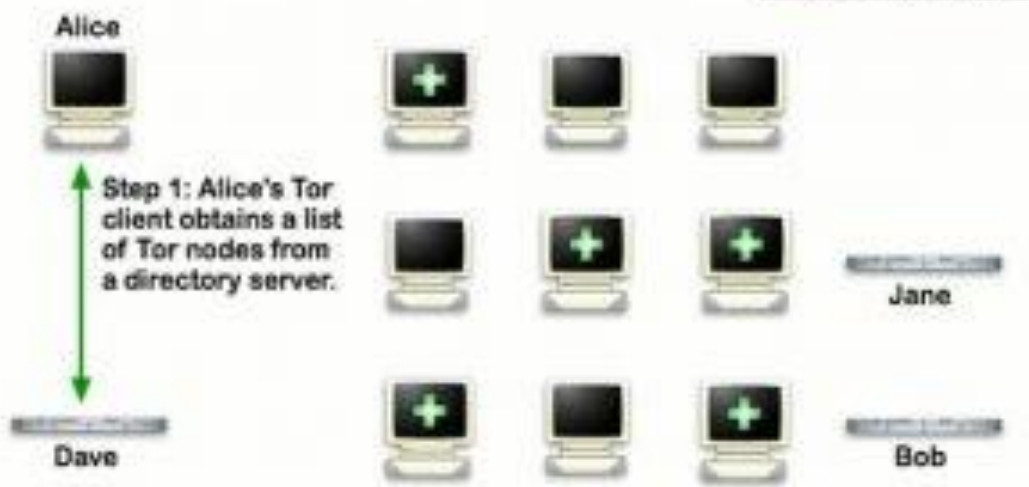 Alice
Step 1: Alice's Tor
client obtains a list
of Tor nodes from
a directory server.
Jane
Dave
Bob